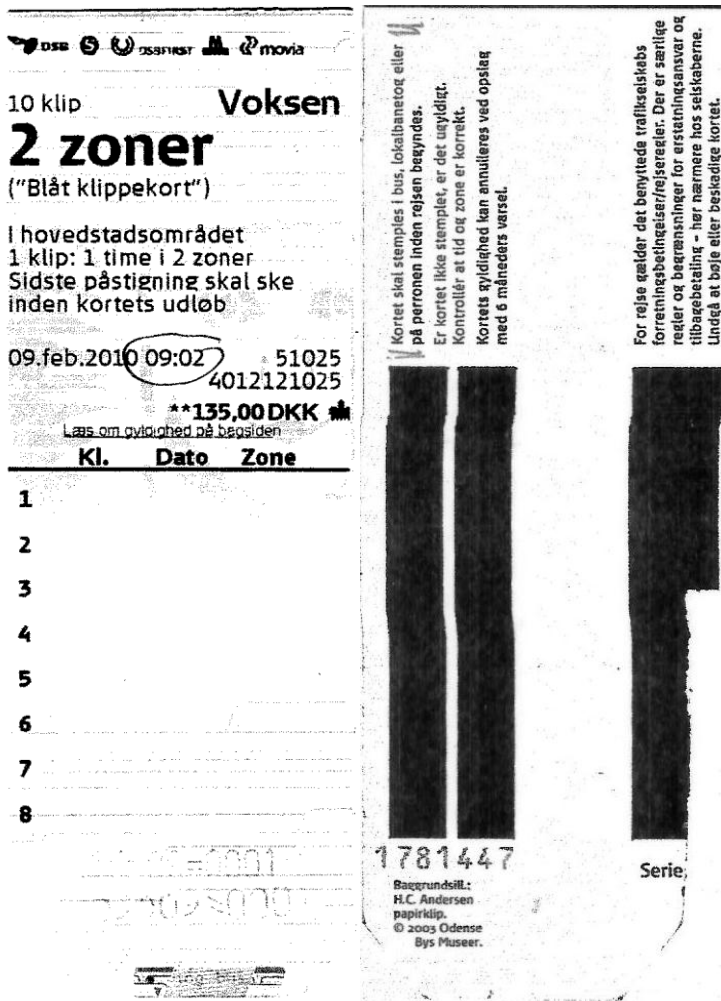 DSB S DSBFIRST movia
10 klip Voksen
2 zoner
("Blåt klippekort")
I hovedstadsområdet
1 klip: 1 time i 2 zoner
Sidste påstigning skal ske
inden kortets udløb
09.feb.2010 09:02 51025
4012121025
**135,00 DKK
Læs om gyldighed på bagsiden
Kl. Dato Zone
1
2
3
4
5
6
7
8
Kortet skal stemples i bus, lokalbanetog eller
på perronen inden rejsen begyndes.
Er kortet ikke stemplet, er det ugyldigt.
Kontrollér at tid og zone er korrekt.
Kortets gyldighed kan annulleres ved opslag
med 6 måneders varsel.
For rejse gælder det benyttede trafikselskabs
forretningsbetingelser/rejseregler. Der er særlige
regler og begrænsninger for erstatningsansvar og
tilbagebetaling – hør nærmere hos selskaberne.
Undgå at bøje eller beskadige kortet.
1781447
Baggrundsill.:
H.C. Andersen
papirklip.
© 2003 Odense
Bys Museer.
Serie